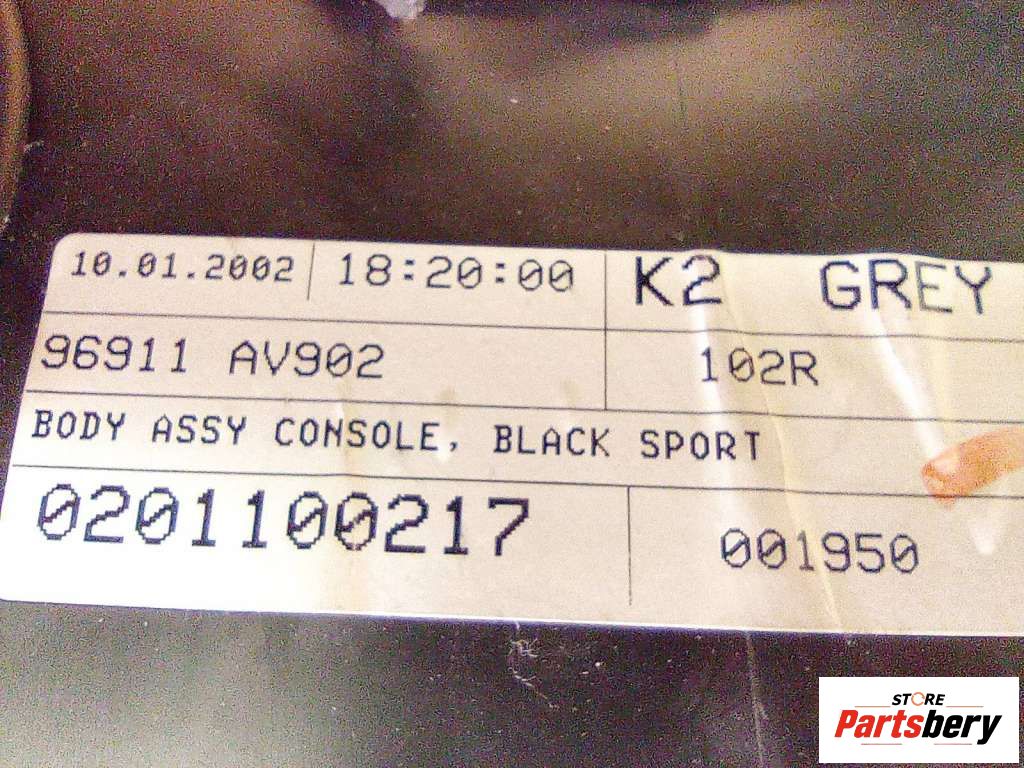 10.01.2002 18:20:00 K2 GREY
96911 AV902 102R
BODY ASSY CONSOLE, BLACK SPORT
0201100217 001950
STORE
Partsbery